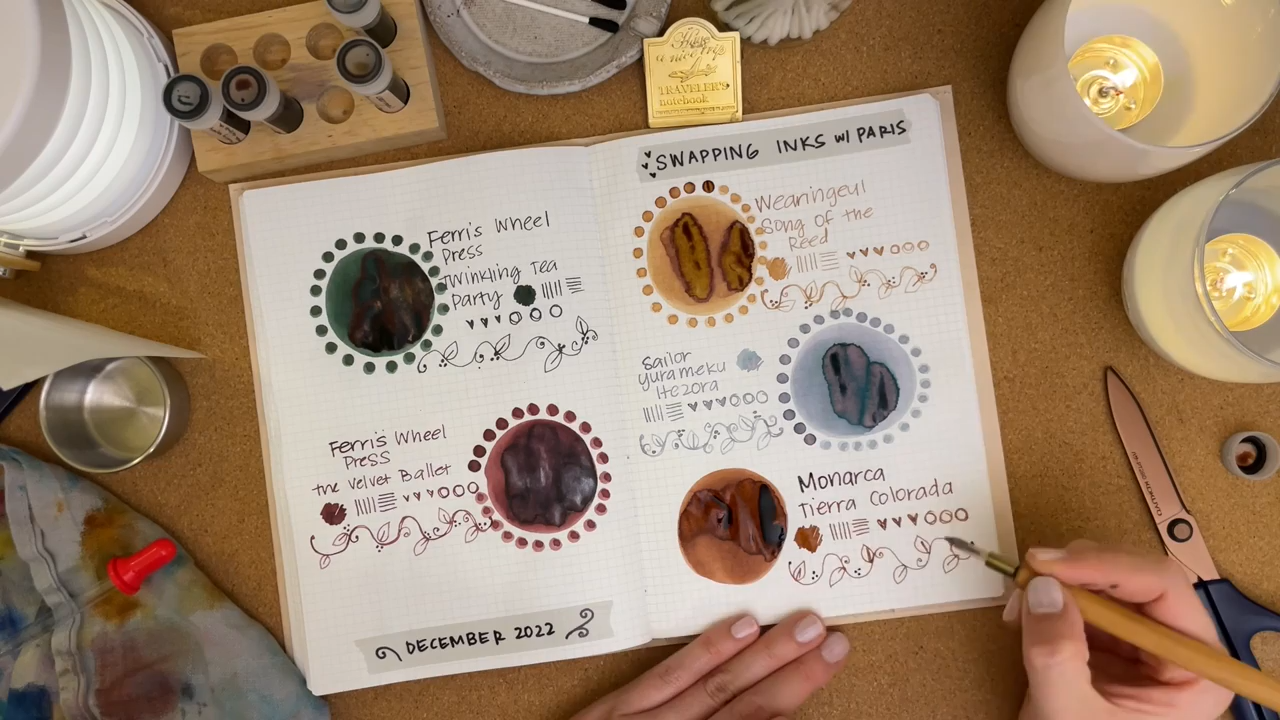 Have
a nice trip
TRAVELER'S
notebook
SWAPPING INKS W/ PARIS
Ferris Wheel
Press
Twinkling Tea
Party
Ferris Wheel
Press
the Velvet Ballet
DECEMBER 2022
Wearingeul
Song of the
Reed
Sailor
Yurameku
Itezora
Monarca
Tierra Colorada